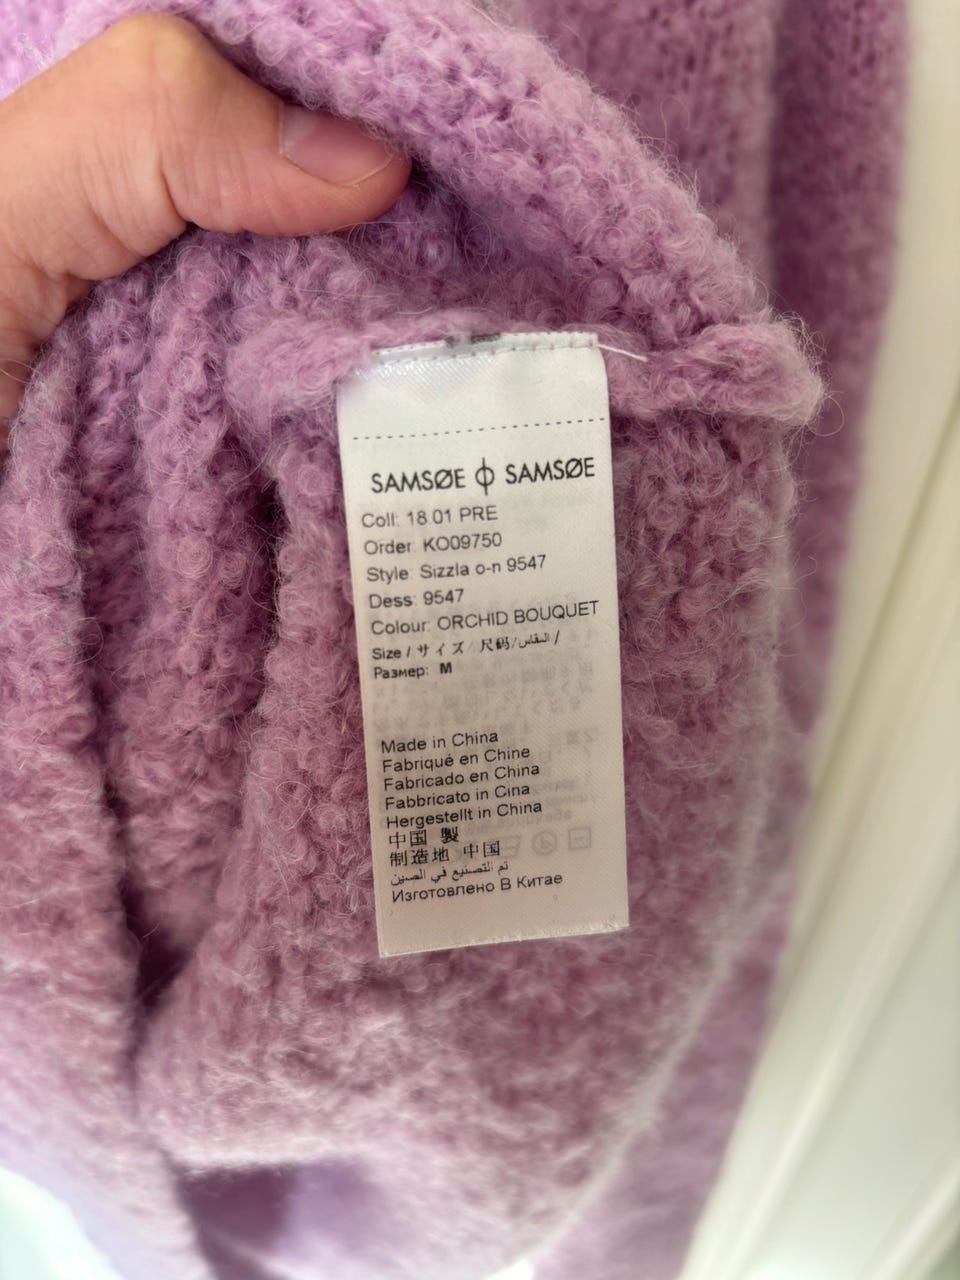 SAMSØE ɸ SAMSØE
Coll: 18.01 PRE
Order: KO09750
Style: Sizzla o-n 9547
Dess: 9547
Colour: ORCHID BOUQUET
Size / サイズ / 尺码/المقاس /
Размер: M
Made in China
Fabriqué en Chine
Fabricado en China
Fabbricato in Cina
Hergestellt in China
中国 製
制造地 中国
تم التصنيع في الصين
Изготовлено В Китае